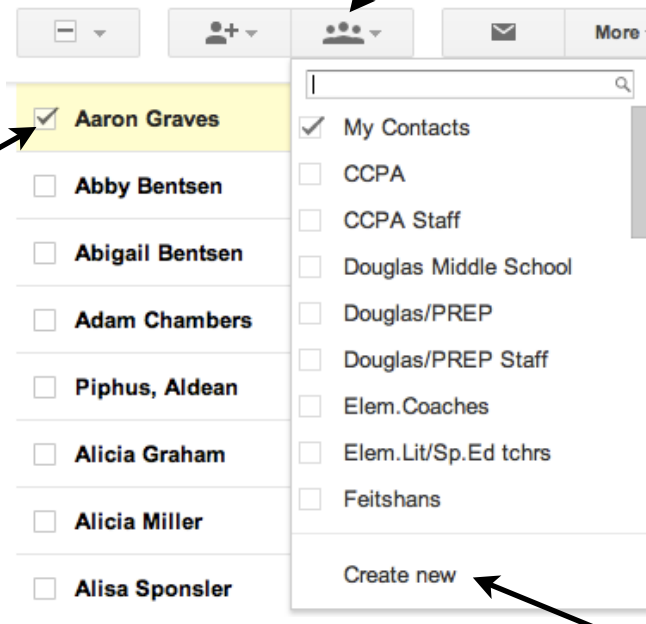 More
Aaron Graves
Abby Bentsen
Abigail Bentsen
Adam Chambers
Piphus, Aldean
Alicia Graham
Alicia Miller
Alisa Sponsler
My Contacts
CCPA
CCPA Staff
Douglas Middle School
Douglas/PREP
Douglas/PREP Staff
Elem.Coaches
Elem.Lit/Sp.Ed tchrs
Feitshans
Create new